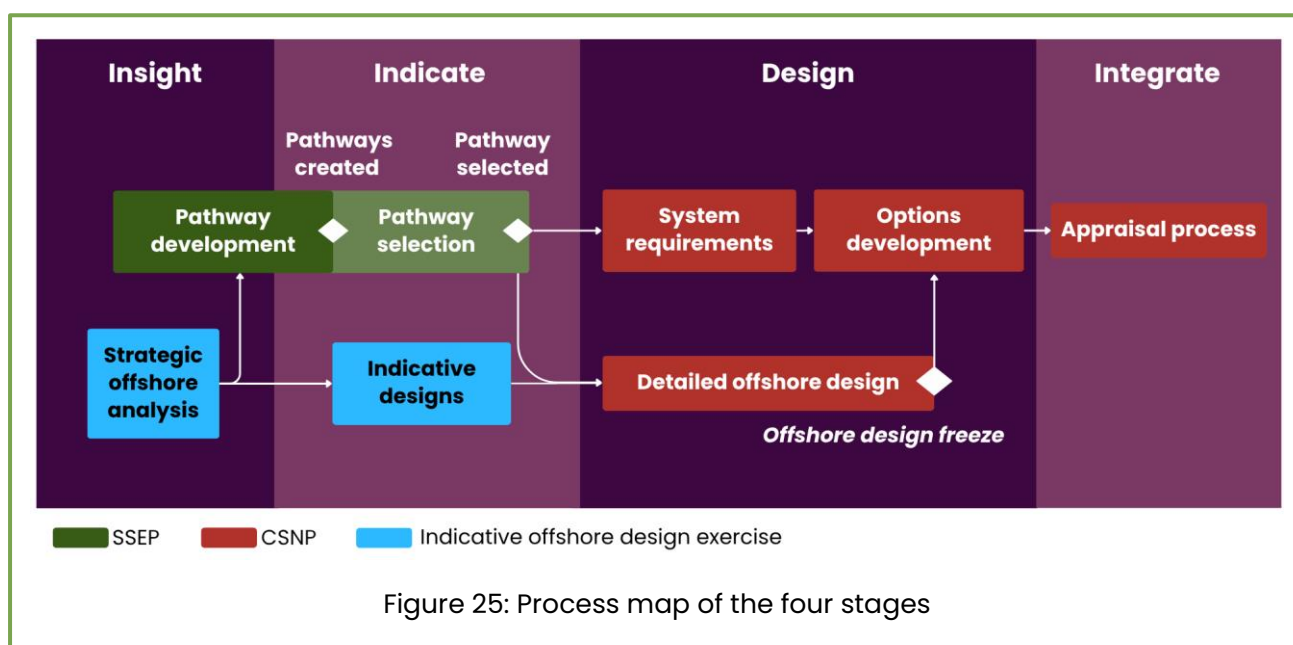 Insight
Indicate
Design
Integrate
Pathways
created
Pathway
selected
Pathway
development
Pathway
selection
System
requirements
Options
development
Appraisal process
Strategic
offshore
analysis
Indicative
designs
Detailed offshore design
Offshore design freeze
SSEP
CSNP
Indicative offshore design exercise
Figure 25: Process map of the four stages